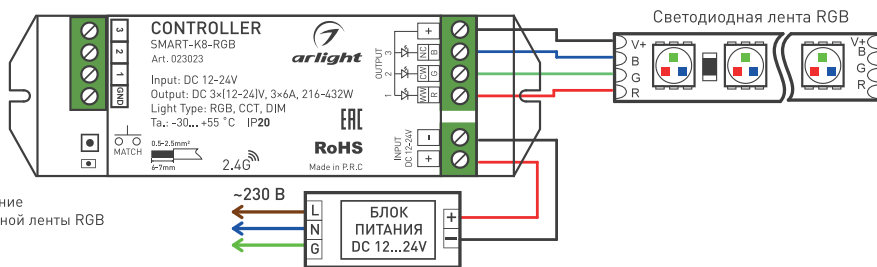 Светодиодная лента RGB
CONTROLLER
SMART-K8-RGB
Art. 023023
arlight
Input: DC 12-24V
Output: DC 3×(12-24)V, 3×6A, 216-432W
Light Type: RGB, CCT, DIM
Ta.: -30... +55 °C IP20
EAC
RoHS
Made in P.R.C
MATCH
0.5-2.5mm²
6-7mm
2.4G
3
2
1
GND
OUTPUT
+
3 NC B
2 CW G
1 WW R
INPUT
DC 12-24V
-
+
V+
B
G
R
V+
B
G
R
~230 В
L
N
G
БЛОК
ПИТАНИЯ
DC 12...24V
+
–
ние
ной ленты RGB